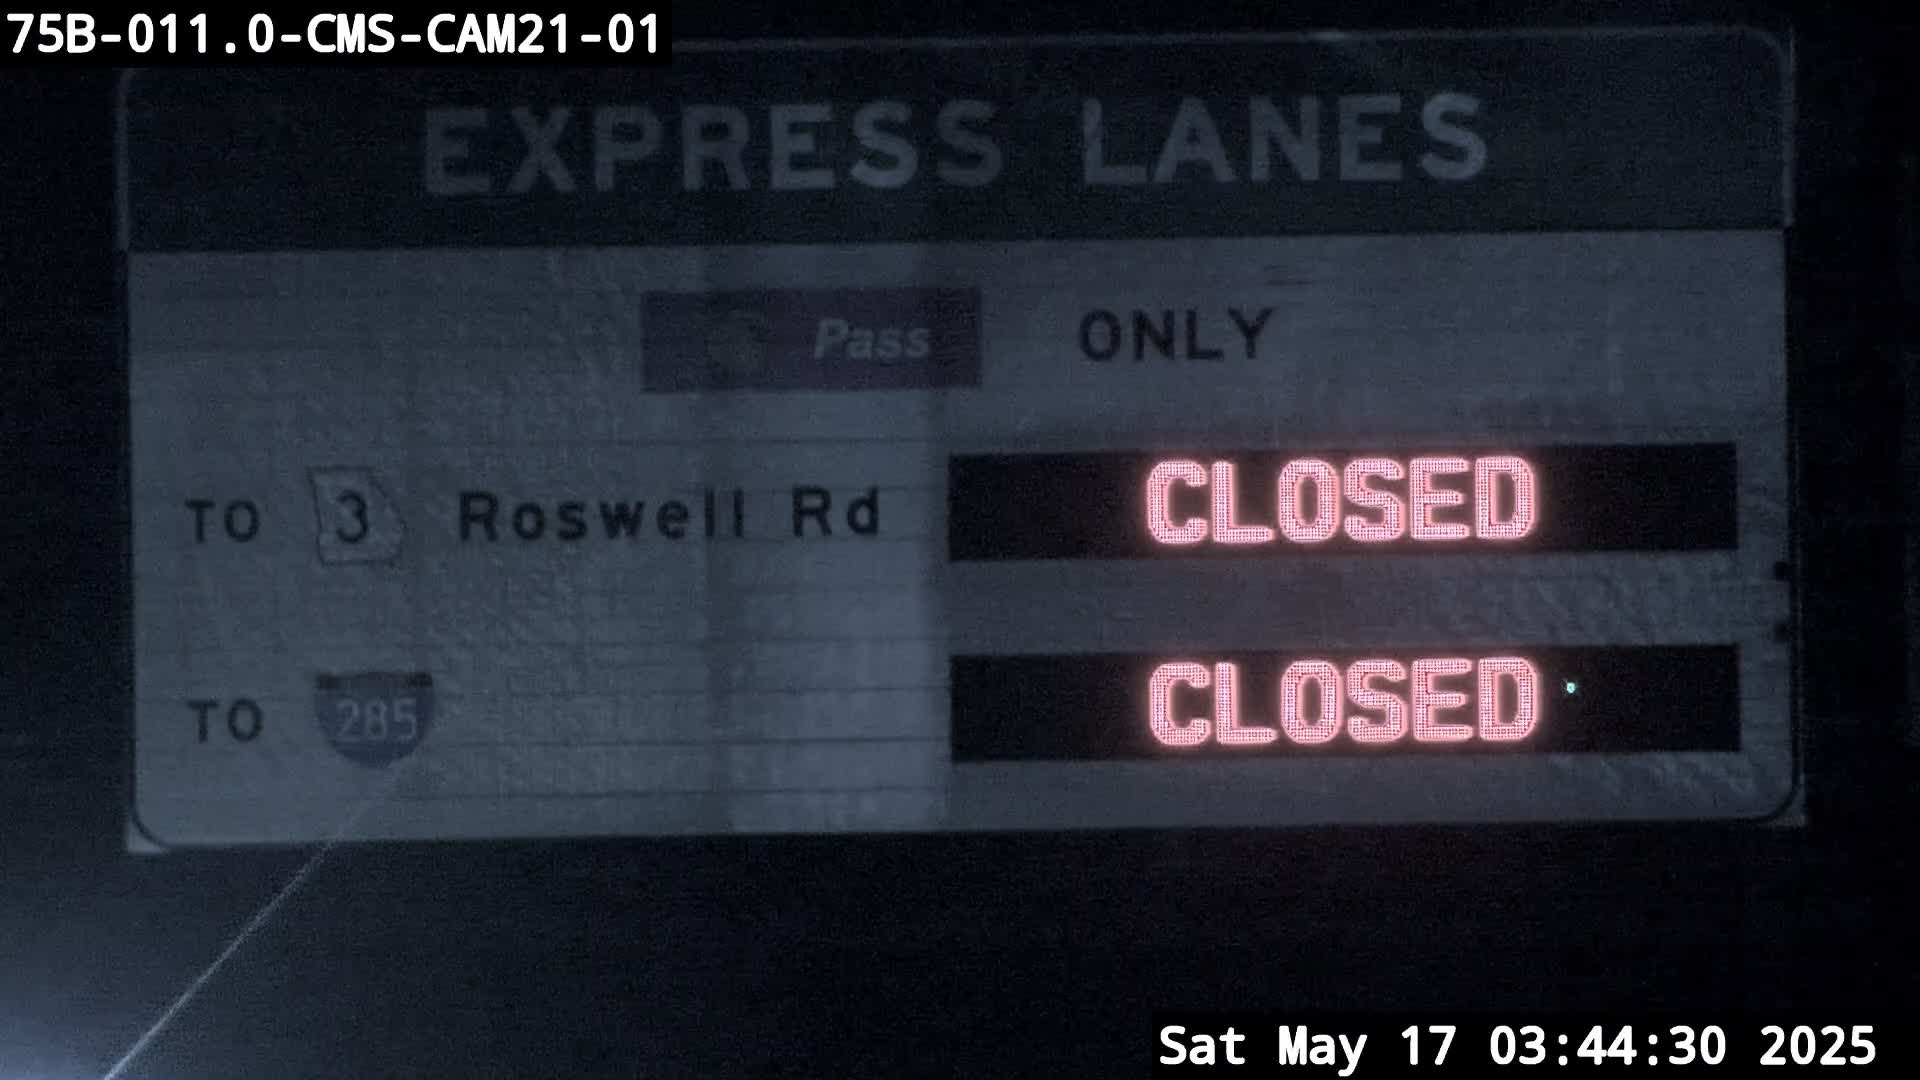 75B-011.0-CMS-CAM21-01
EXPRESS LANES
Pass ONLY
TO 3 Roswell Rd CLOSED
TO 285 CLOSED
Sat May 17 03:44:30 2025